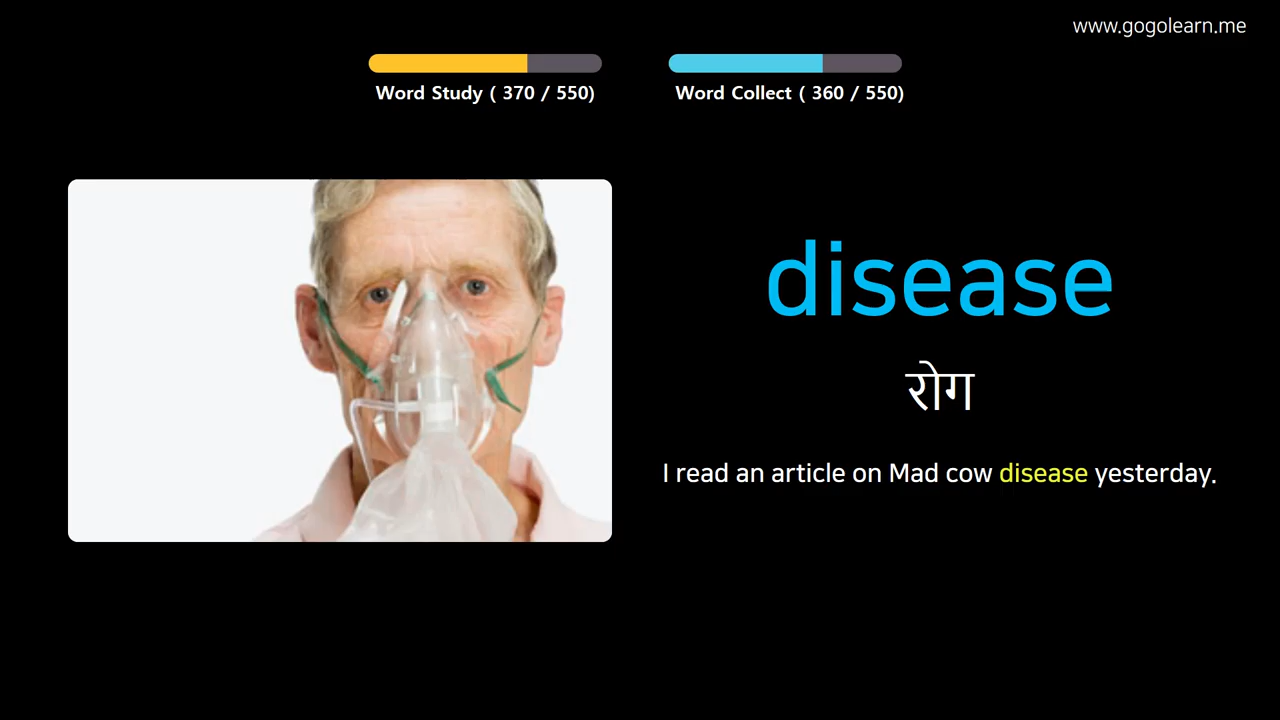 www.gogolearn.me
Word Study ( 370 / 550)
Word Collect ( 360 / 550)
disease
रोग
I read an article on Mad cow disease yesterday.